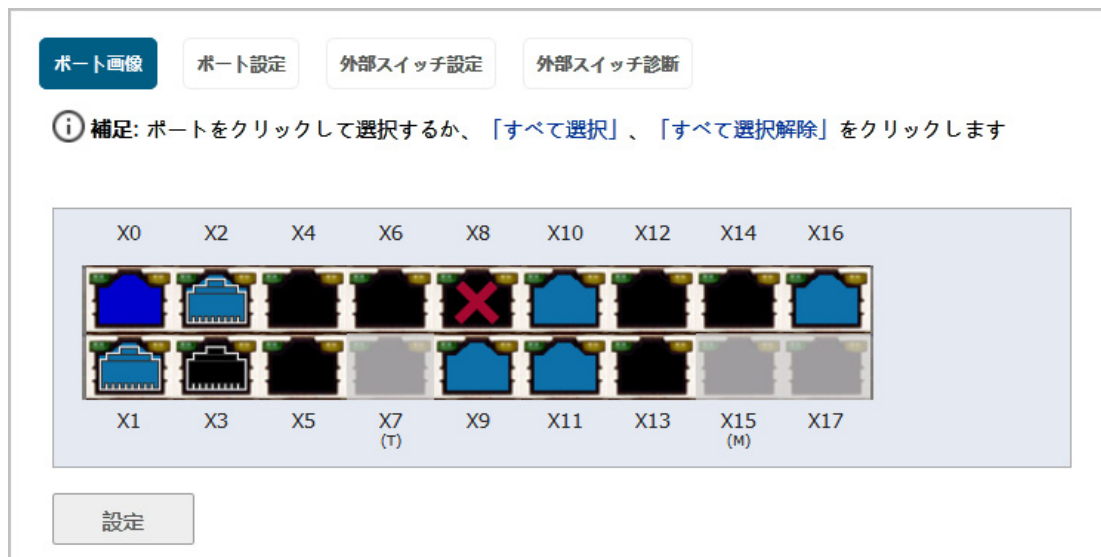 ポート画像 ポート設定 外部スイッチ設定 外部スイッチ診断
補足: ポートをクリックして選択するか、「すべて選択」、「すべて選択解除」をクリックします
X0 X2 X4 X6 X8 X10 X12 X14 X16
X1 X3 X5 X7 X9 X11 X13 X15 X17
(T) (M)
設定